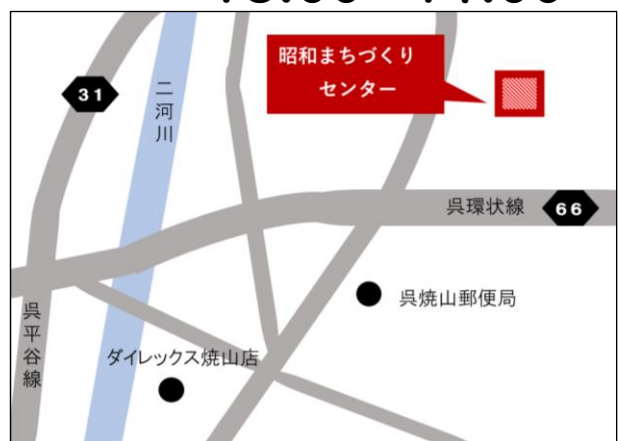 昭和まちづくり
センター
31
二河川
呉環状線 66
呉焼山郵便局
呉平谷線
ダイレックス焼山店